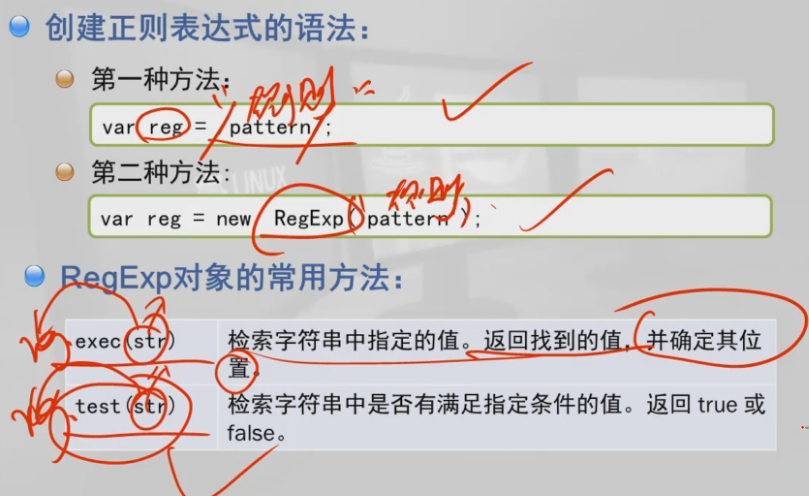 创建正则表达式的语法：
第一种方法：
var reg = /pattern/;
规则
第二种方法：
var reg = new RegExp("pattern");
规则
RegExp对象的常用方法：
exec(str) 检索字符串中指定的值。返回找到的值，并确定其位
置。
test(str) 检索字符串中是否有满足指定条件的值。返回 true 或
false。